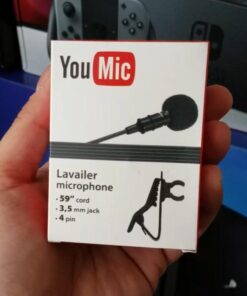 You Mic
Lavailer
microphone
· 59" cord
· 3,5 mm jack
· 4 pin